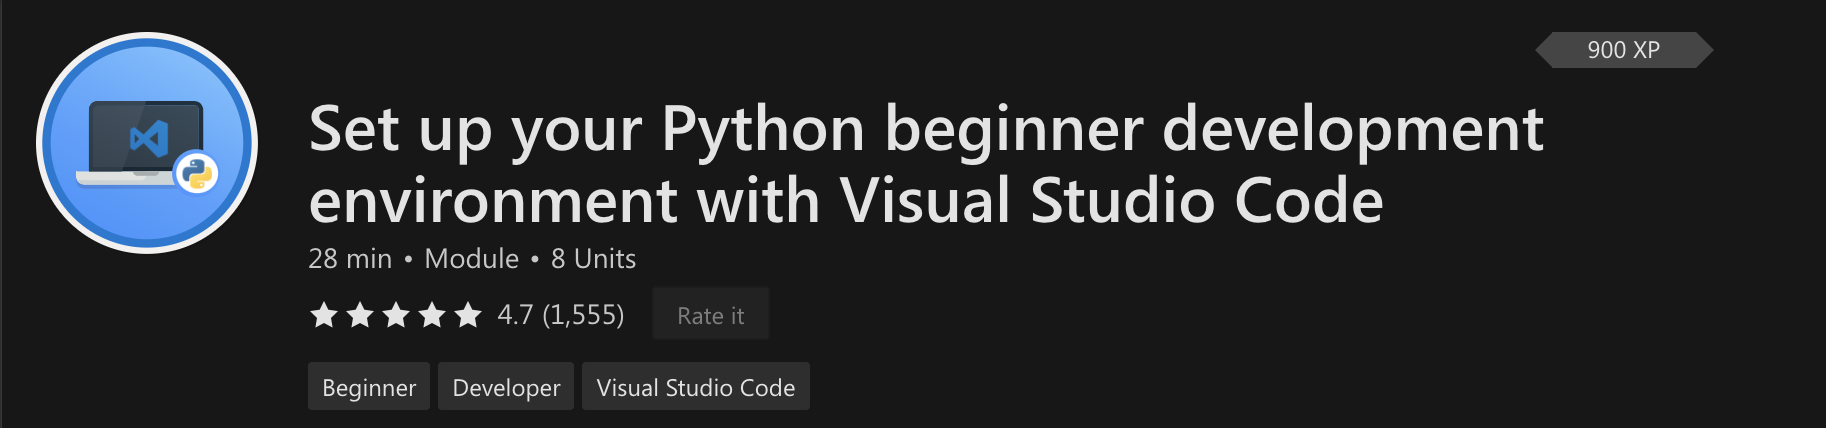 900 XP
Set up your Python beginner development
environment with Visual Studio Code
28 min • Module • 8 Units
4.7 (1,555) Rate it
Beginner Developer Visual Studio Code